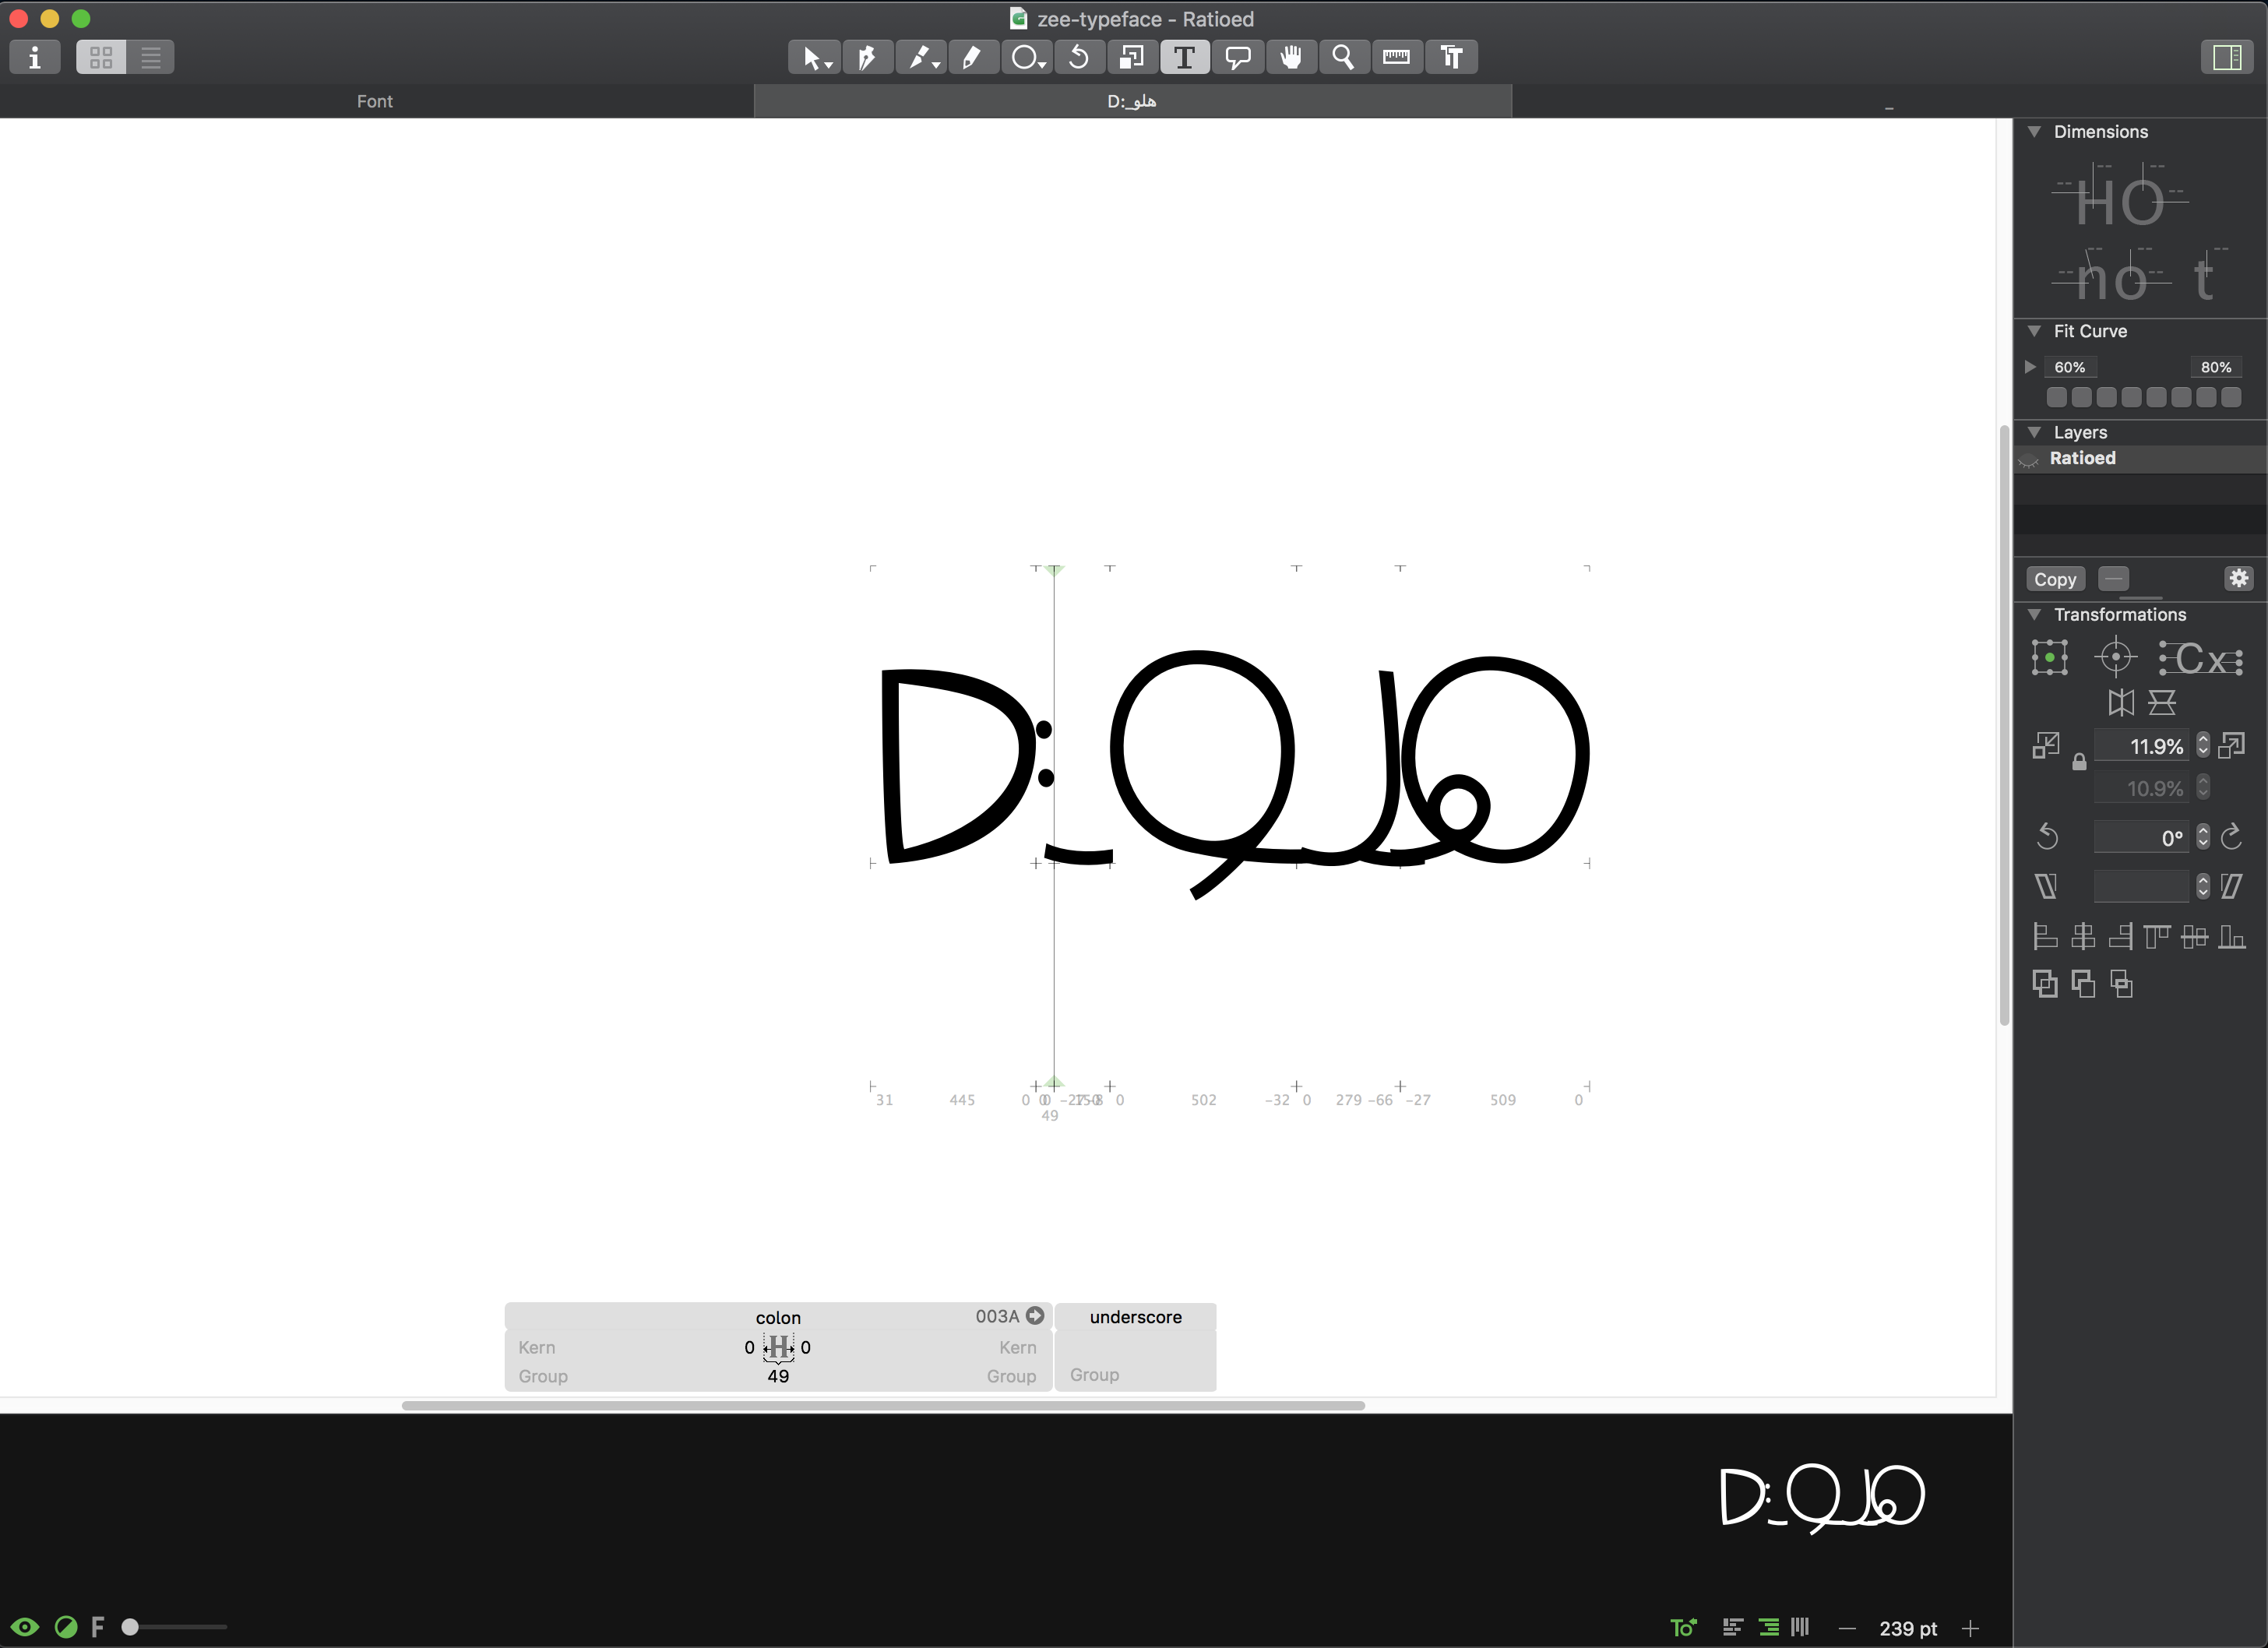 zee-typeface - Ratioed
Font
D:_هلو
_
Dimensions
HO
no t
Fit Curve
60% 80%
Layers
Ratioed
Copy
Transformations
Cx
11.9%
10.9%
0°
D:_هلو
31 445 0 0 0 502 -32 0 279 -66 -27 509 0
49
colon 003A underscore
Kern 0 H 0 Kern
Group 49 Group Group
D:_هلو
F
239 pt